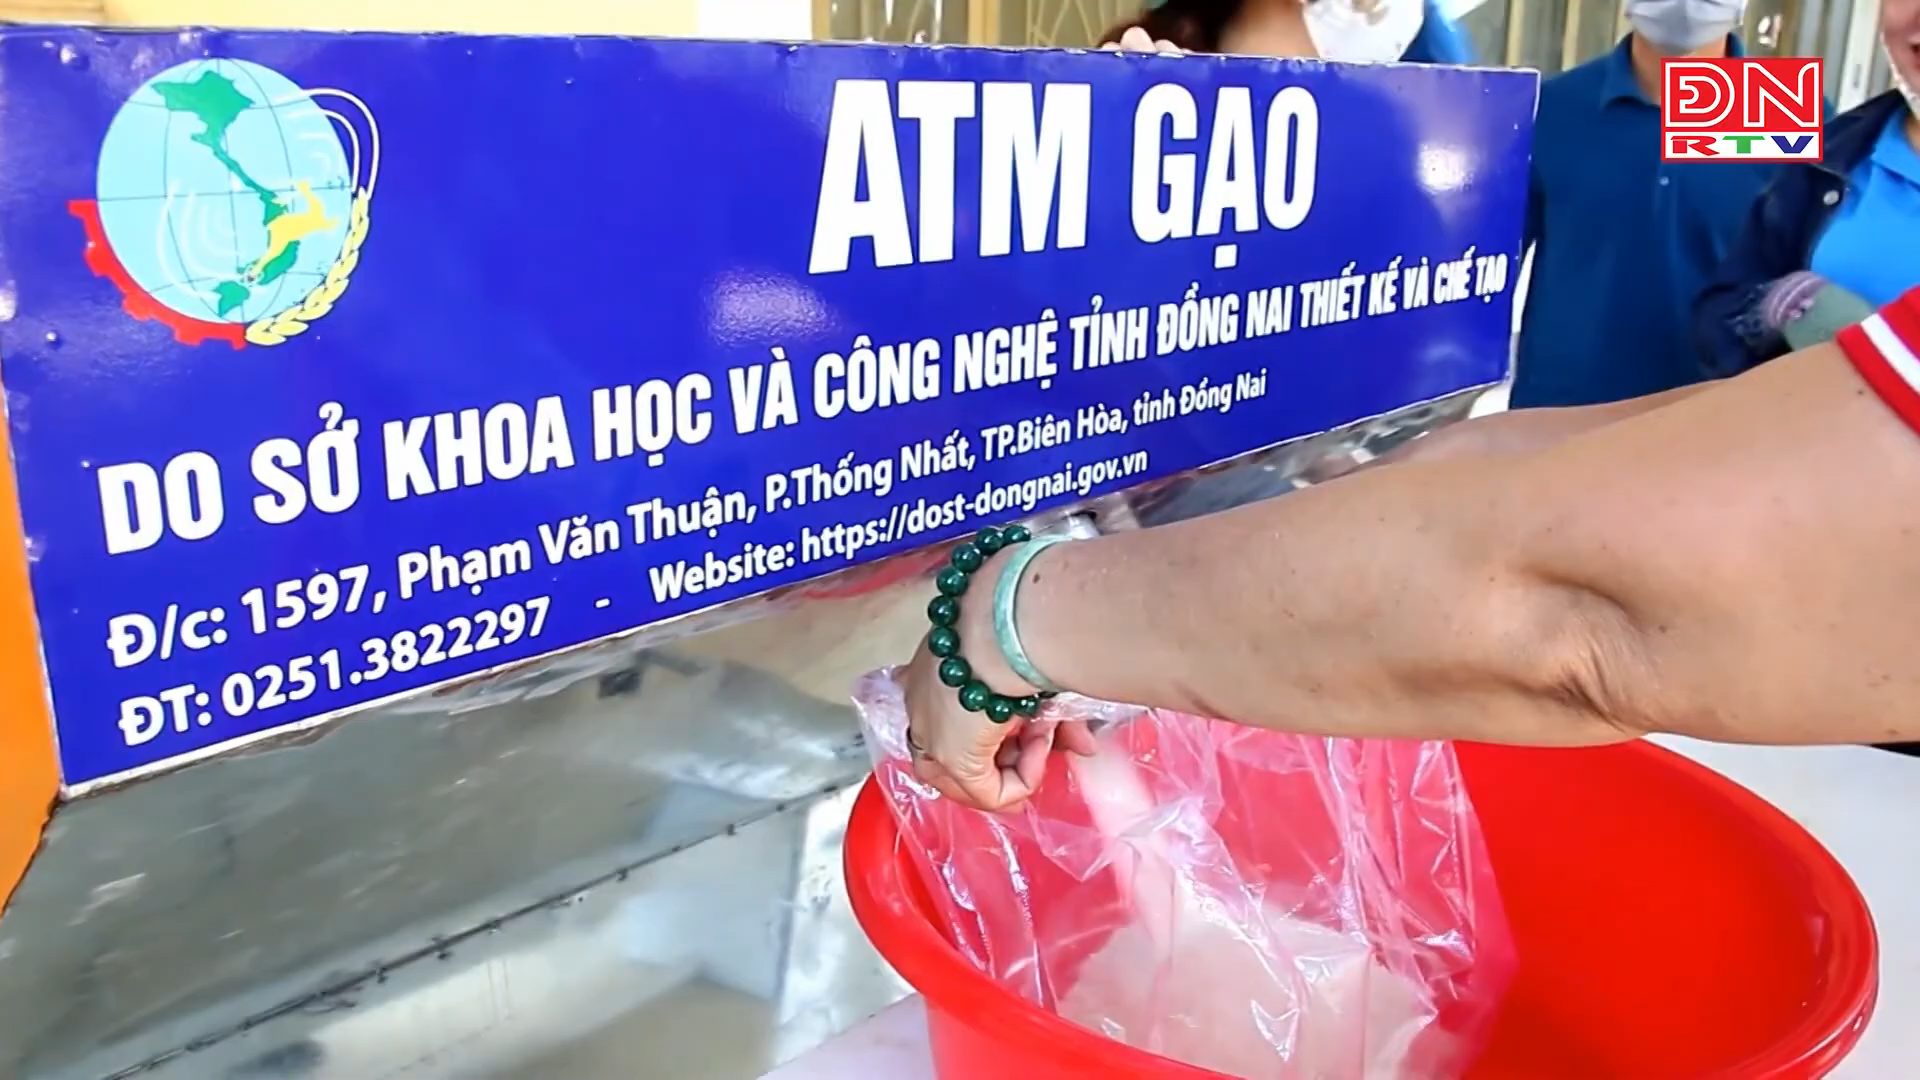 ATM GẠO
DO SỞ KHOA HỌC VÀ CÔNG NGHỆ TỈNH ĐỒNG NAI THIẾT KẾ VÀ CHẾ TẠO
Đ/c: 1597, Phạm Văn Thuận, P.Thống Nhất, TP.Biên Hòa, tỉnh Đồng Nai
ĐT: 0251.3822297 - Website: https://dost-dongnai.gov.vn
ĐN
RTV